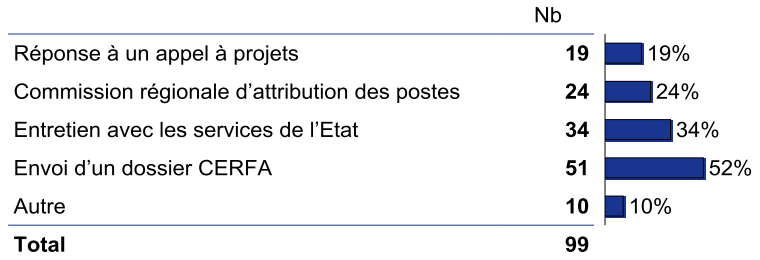 Nb
Réponse à un appel à projets 19 19%
Commission régionale d’attribution des postes 24 24%
Entretien avec les services de l’Etat 34 34%
Envoi d’un dossier CERFA 51 52%
Autre 10 10%
Total 99